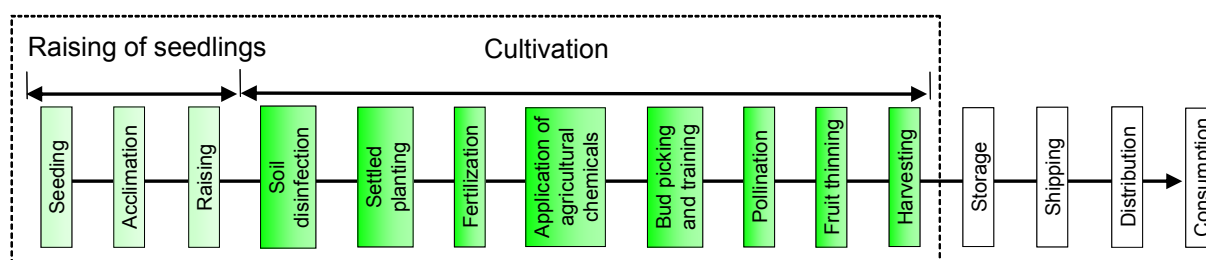 Raising of seedlings
Cultivation
Seeding
Acclimation
Raising
Soil
disinfection
Settled
planting
Fertilization
Application of
agricultural
chemicals
Bud picking
and training
Pollination
Fruit thinning
Harvesting
Storage
Shipping
Distribution
Consumption